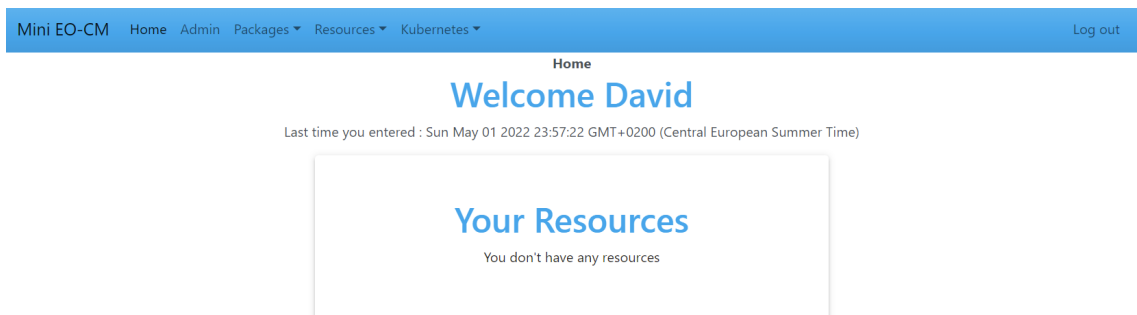 Mini EO-CM Home Admin Packages Resources Kubernetes Log out
Home
Welcome David
Last time you entered : Sun May 01 2022 23:57:22 GMT+0200 (Central European Summer Time)
Your Resources
You don't have any resources